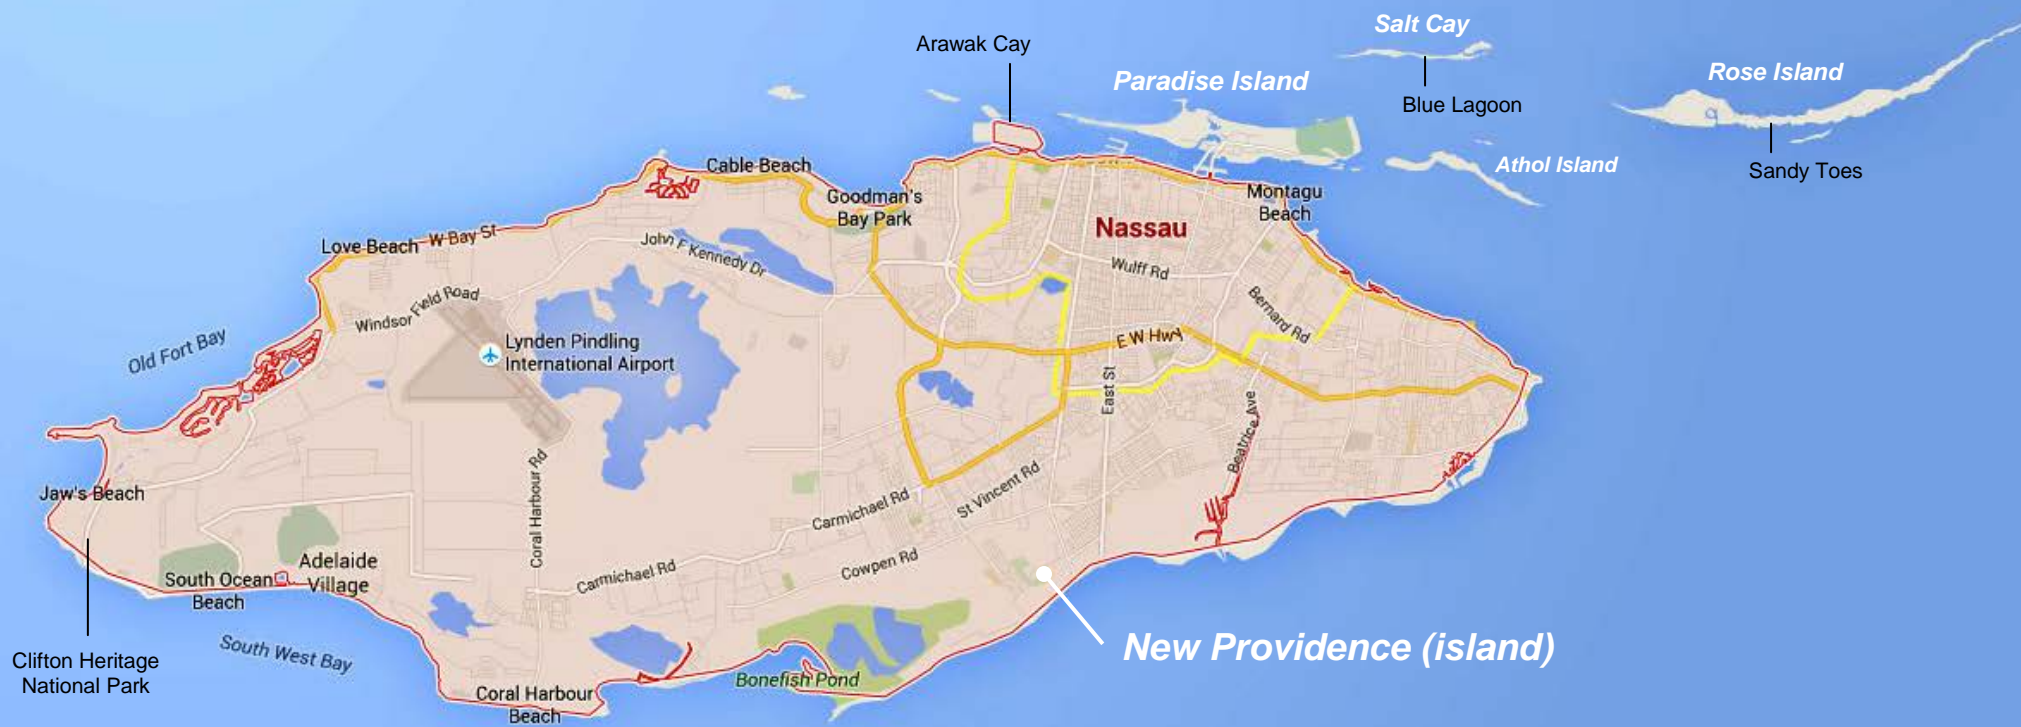 Salt Cay
Arawak Cay
Paradise Island
Rose Island
Blue Lagoon
Cable Beach
Athol Island
Sandy Toes
Goodman's
Bay Park
Montagu
Beach
Nassau
Love Beach
W Bay St
John F Kennedy Dr
Wulff Rd
Windsor Field Road
Bernard Rd
Old Fort Bay
Lynden Pindling
International Airport
E W Hwy
East St
Beatrice Ave
Jaw's Beach
Coral Harbour Rd
Carmichael Rd
St Vincent Rd
Adelaide
Village
South Ocean
Beach
Carmichael Rd
Cowpen Rd
South West Bay
New Providence (island)
Clifton Heritage
National Park
Coral Harbour
Beach
Bonefish Pond